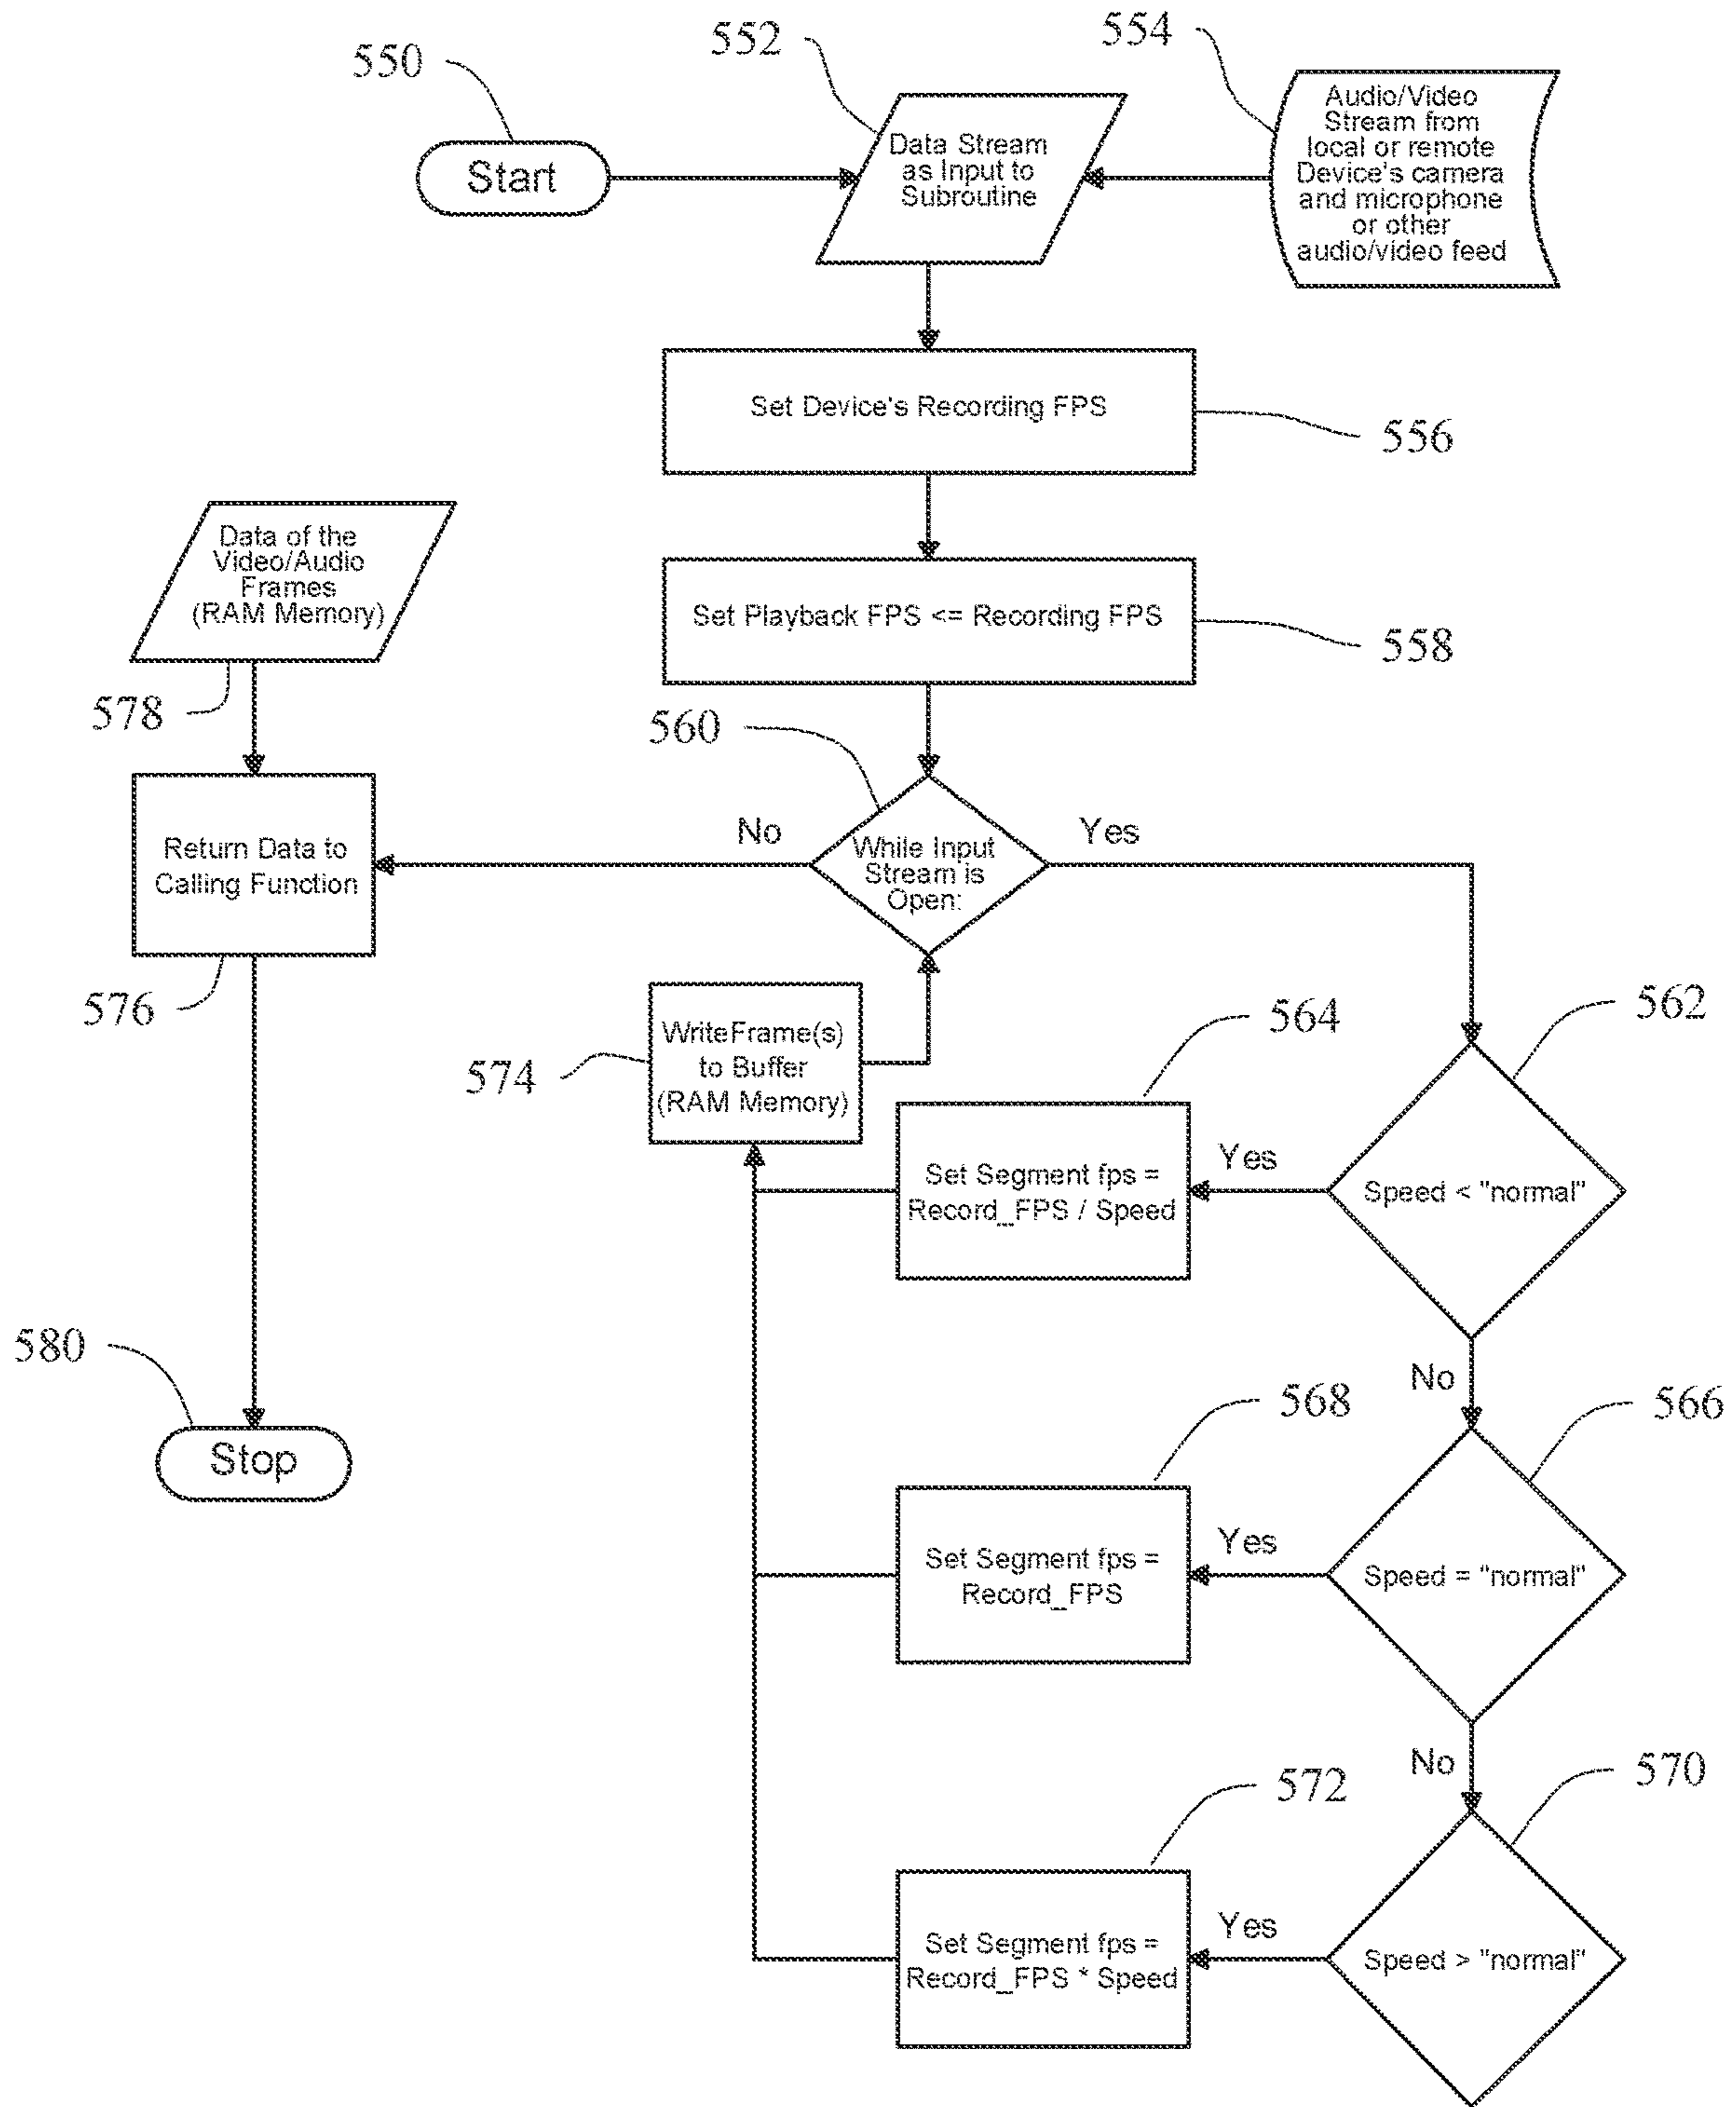 550
552
554
Start
Data Stream
as Input to
Subroutine
Audio/Video
Stream from
local or remote
Device's camera
and microphone
or other
audio/video feed
Set Device's Recording FPS
556
Data of the
Video/Audio
Frames
(RAM Memory)
578
Set Playback FPS <= Recording FPS
558
560
No
Yes
While Input
Stream is
Open:
Return Data to
Calling Function
576
WriteFrame(s)
to Buffer
(RAM Memory)
574
564
562
Set Segment fps =
Record_FPS / Speed
Yes
Speed < "normal"
No
580
Stop
568
566
Set Segment fps =
Record_FPS
Yes
Speed = "normal"
No
572
570
Set Segment fps =
Record_FPS * Speed
Yes
Speed > "normal"